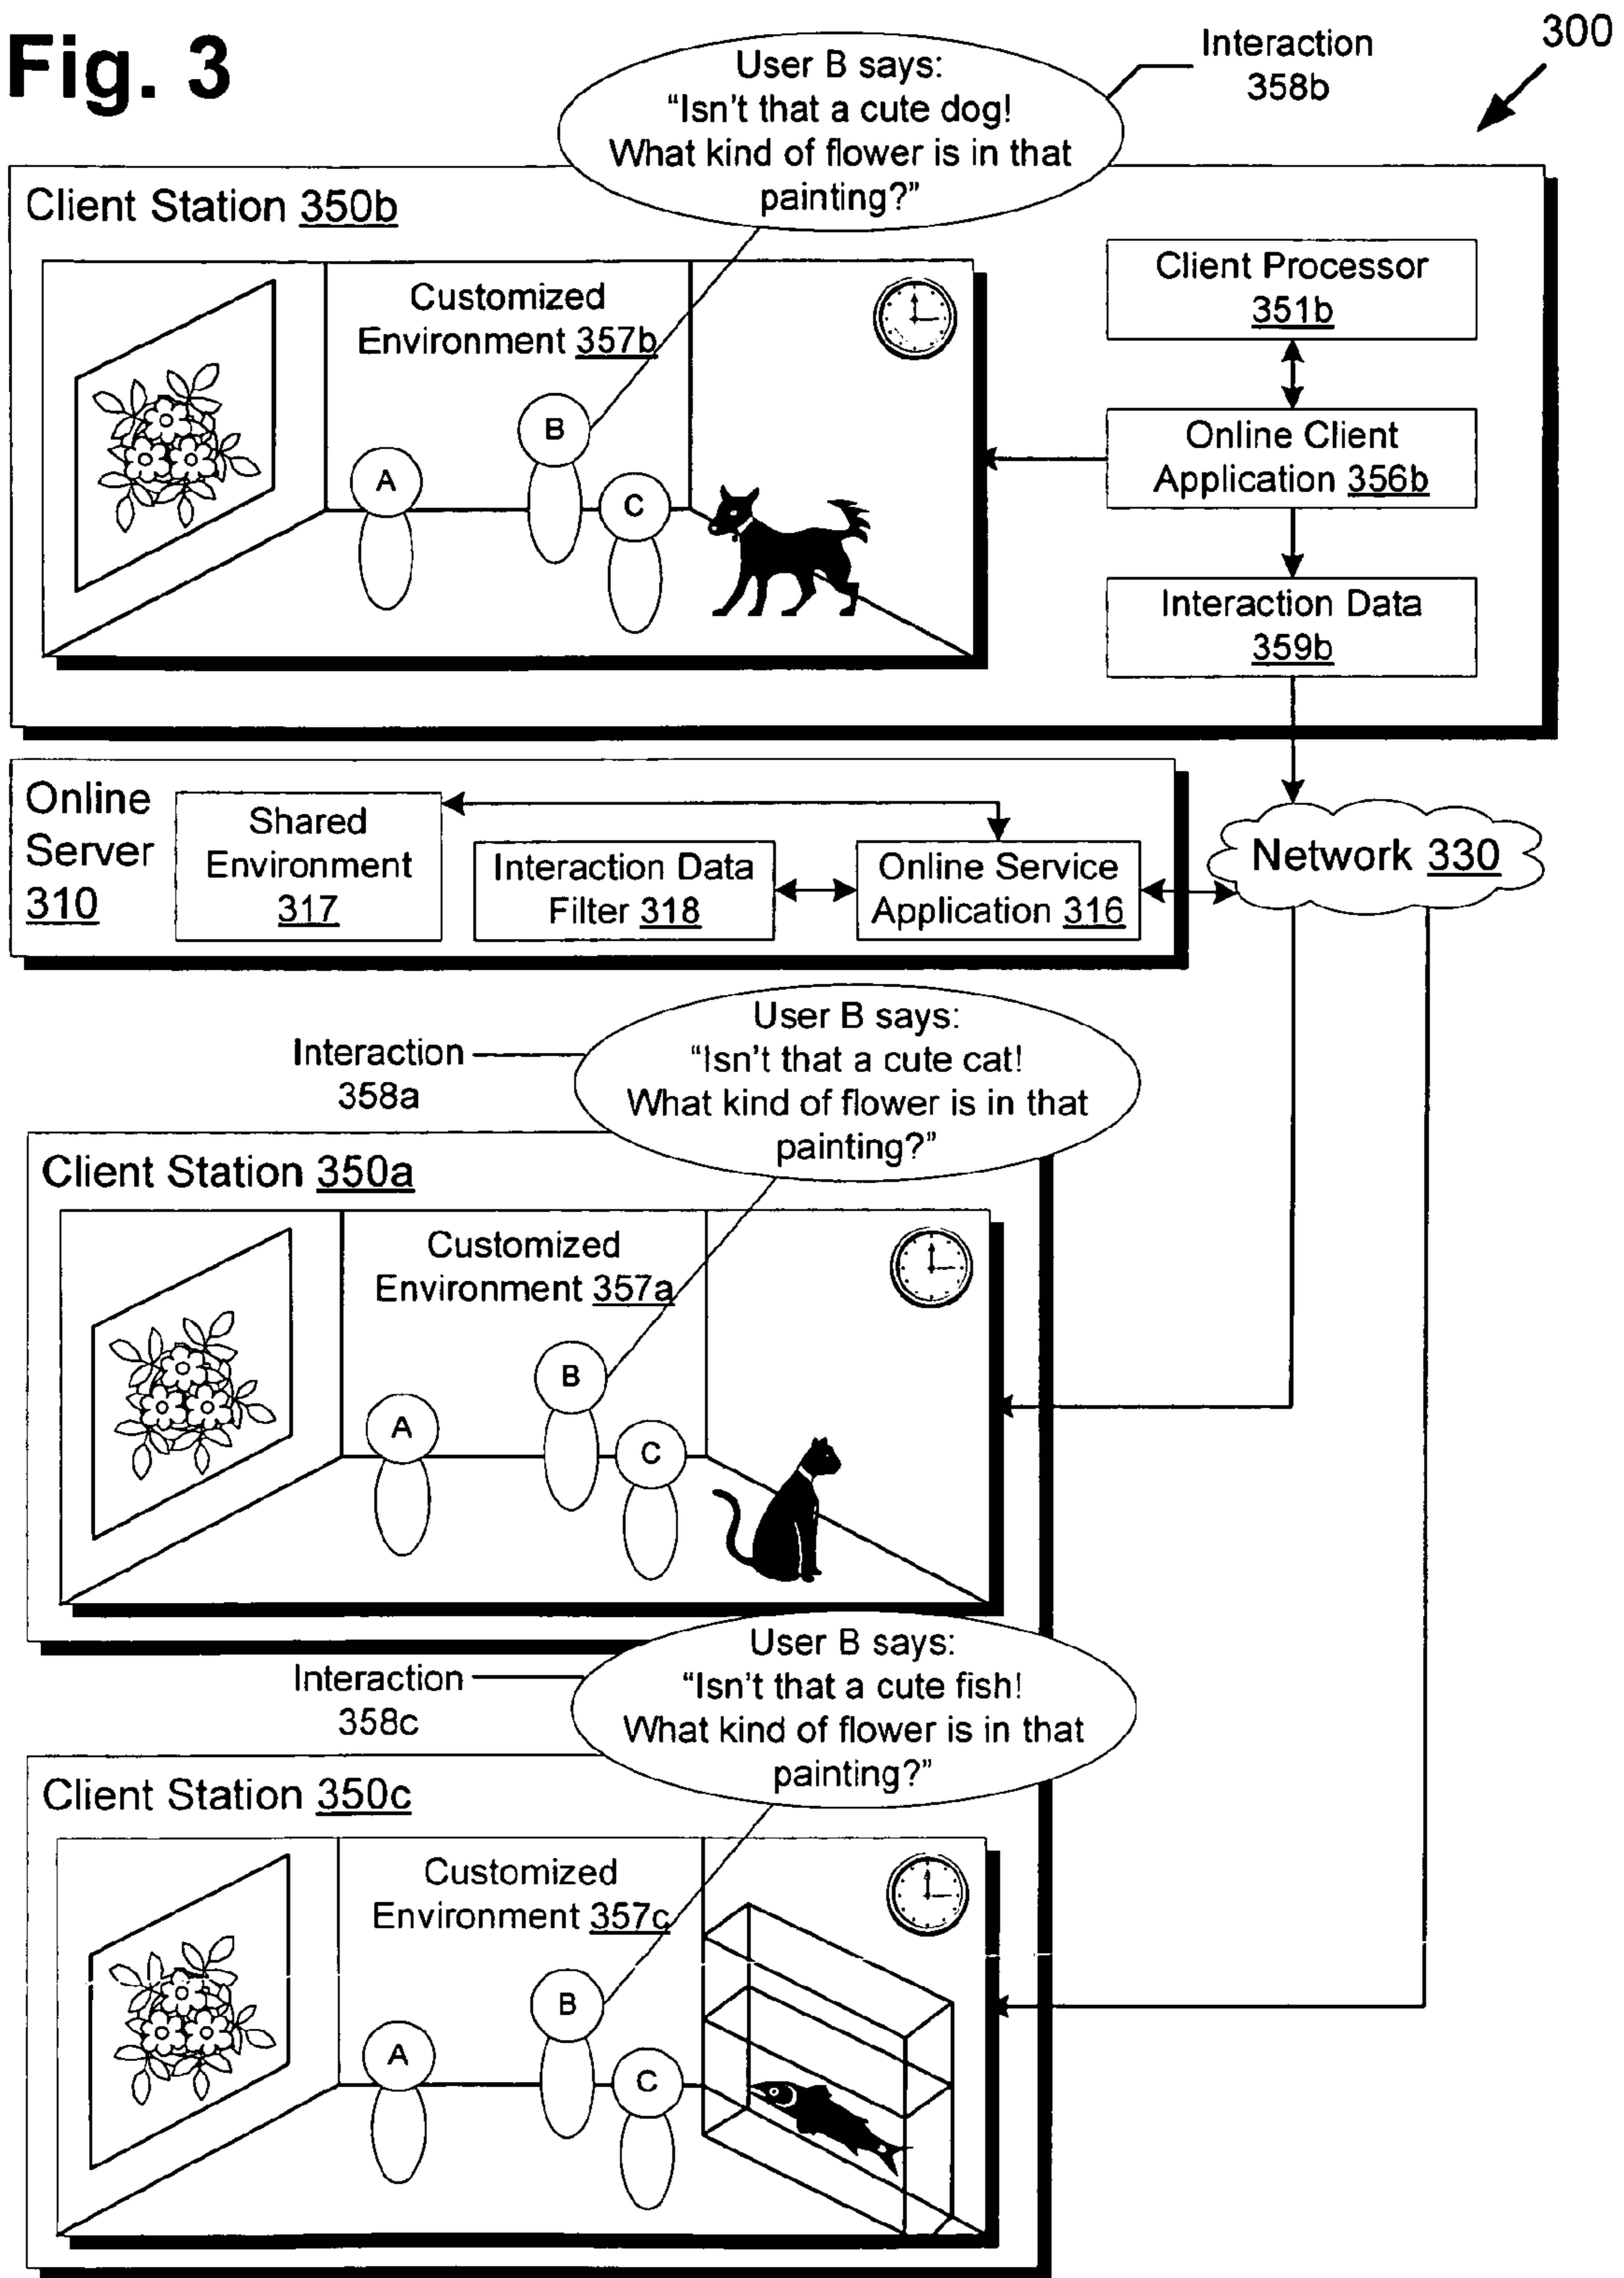 Fig. 3
300
Interaction
358b
User B says:
“Isn't that a cute dog!
What kind of flower is in that
painting?”
Client Station 350b
Customized
Environment 357b
A
B
C
Client Processor
351b
Online Client
Application 356b
Interaction Data
359b
Online
Server
310
Shared
Environment
317
Interaction Data
Filter 318
Online Service
Application 316
Network 330
Interaction
358a
User B says:
“Isn't that a cute cat!
What kind of flower is in that
painting?”
Client Station 350a
Customized
Environment 357a
A
B
C
Interaction
358c
User B says:
“Isn't that a cute fish!
What kind of flower is in that
painting?”
Client Station 350c
Customized
Environment 357c
A
B
C